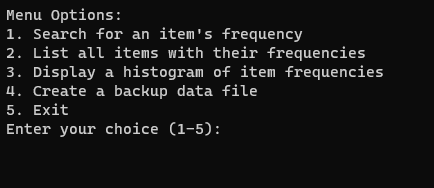 Menu Options:
1. Search for an item's frequency
2. List all items with their frequencies
3. Display a histogram of item frequencies
4. Create a backup data file
5. Exit
Enter your choice (1-5):